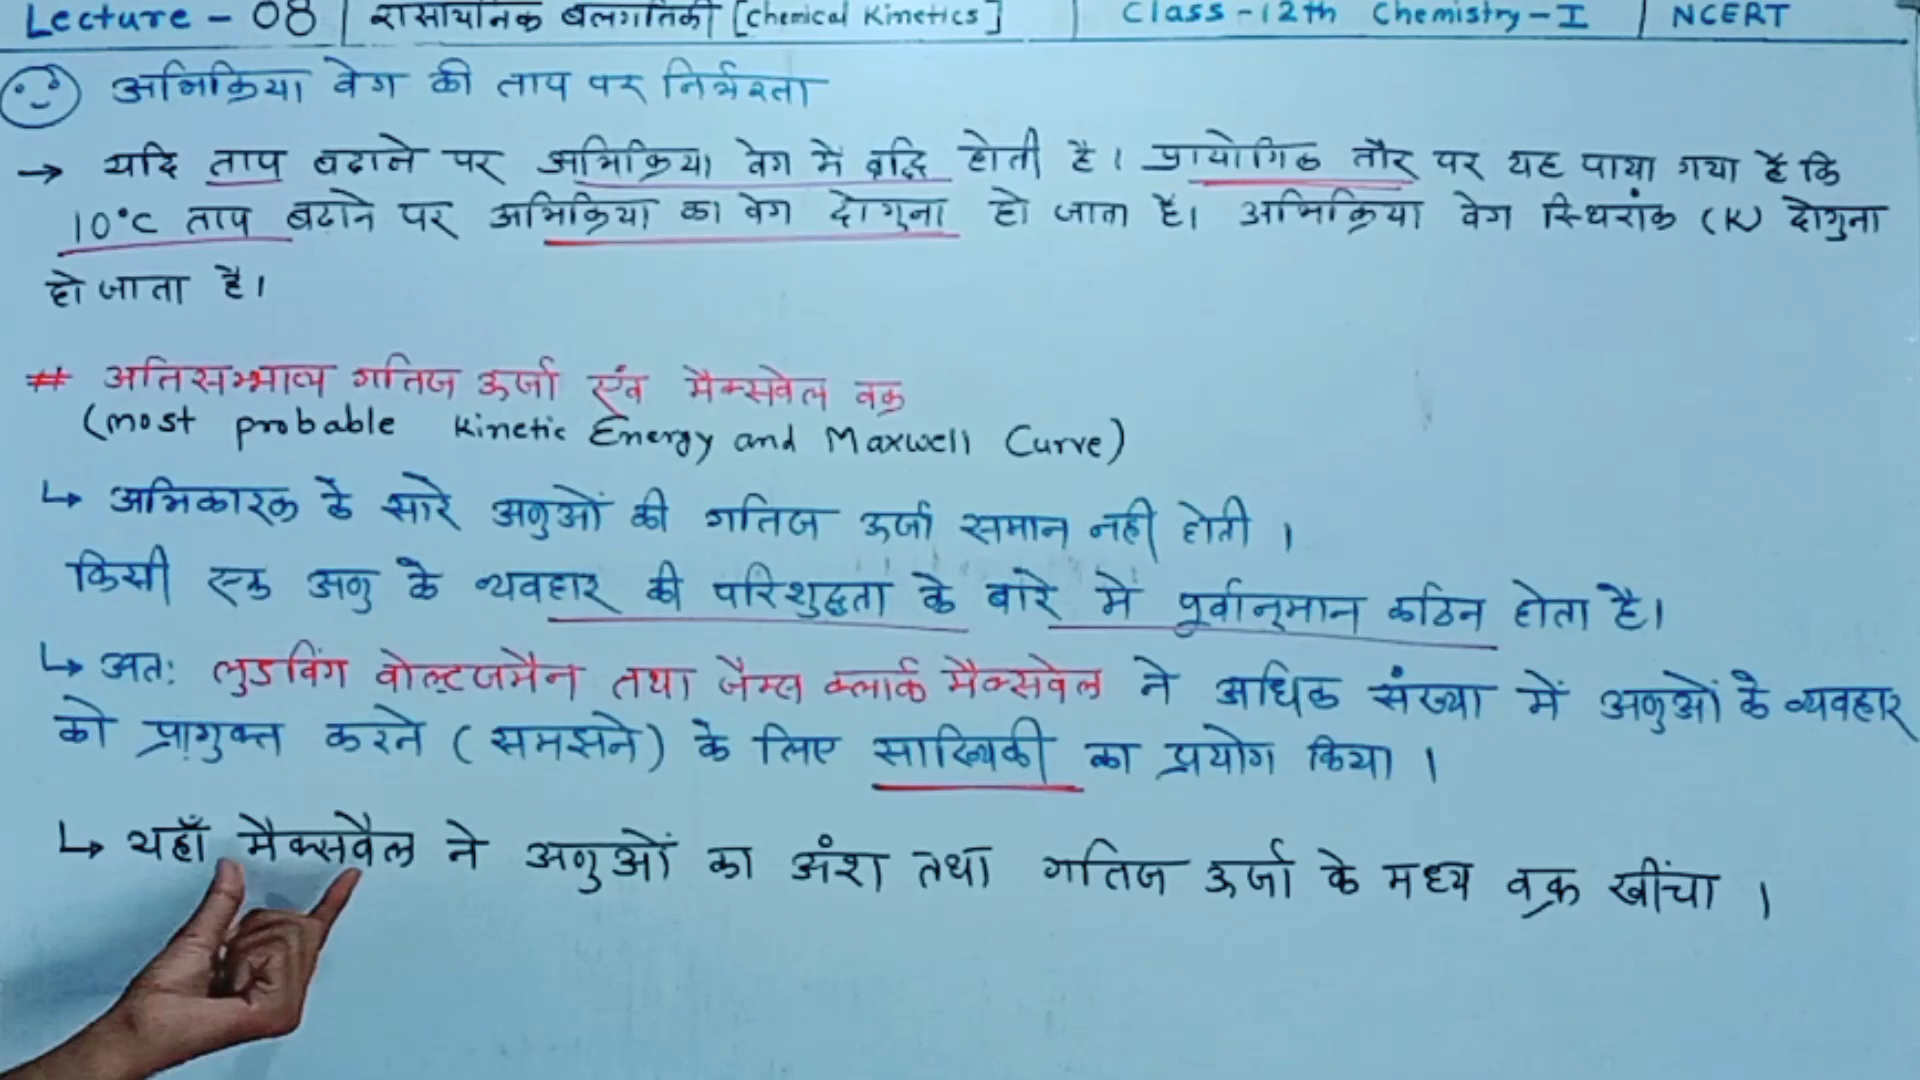 Lecture - 08 | रासायनिक बलगतिकी [Chemical Kinetics] | Class - 12th Chemistry - I | NCERT
अभिक्रिया वेग की ताप पर निर्भरता
→ यदि ताप बढाने पर अभिक्रिया वेग में वृद्धि होती है। प्रायोगिक तौर पर यह पाया गया है कि
10°C ताप बढाने पर अभिक्रिया का वेग दोगुना हो जाता है। अभिक्रिया वेग स्थिरांक (K) दोगुना
हो जाता है।
# अतिसम्भाव्य गतिज ऊर्जा एंव मैक्सवेल वक्र
(most probable Kinetic Energy and Maxwell Curve)
↳ अभिकारक के सारे अणुओं की गतिज ऊर्जा समान नही होती ।
किसी एक अणु के व्यवहार की परिशुद्धता के बारे में पूर्वानुमान कठिन होता है।
↳ अतः लुडविंग वोल्टजमैन तथा जैम्स क्लार्क मैक्सवेल ने अधिक संख्या में अणुओं के व्यवहार
को प्रागुक्त करने (समझने) के लिए साख्यिकी का प्रयोग किया ।
↳ यहाँ मैक्सवैल ने अणुओं का अंश तथा गतिज ऊर्जा के मध्य वक्र खींचा ।